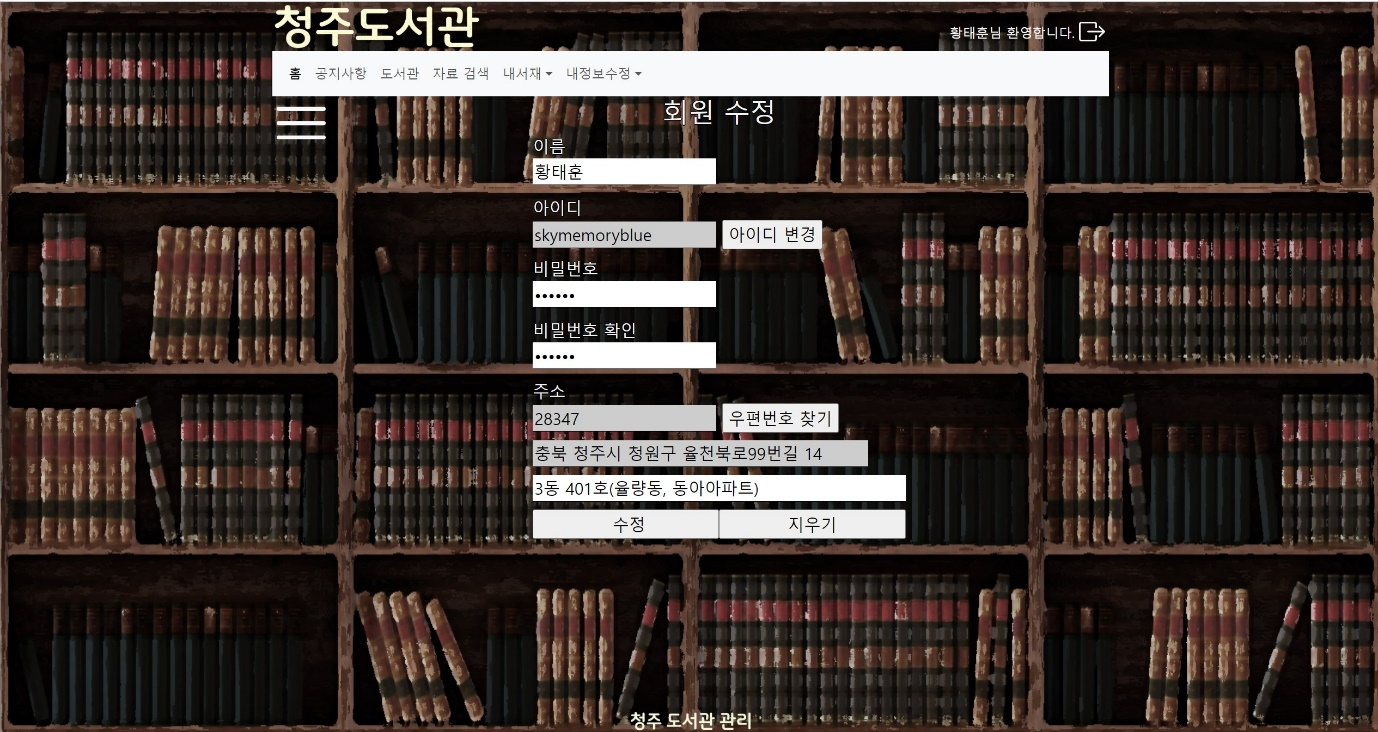 청주도서관
황태훈님 환영합니다.
홈 공지사항 도서관 자료 검색 내서재 내정보수정
회원 수정
이름
황태훈
아이디
skymemoryblue 아이디 변경
비밀번호
••••••
비밀번호 확인
••••••
주소
28347 우편번호 찾기
충북 청주시 청원구 율천북로99번길 14
3동 401호(율량동, 동아아파트)
수정 지우기
청주 도서관 관리